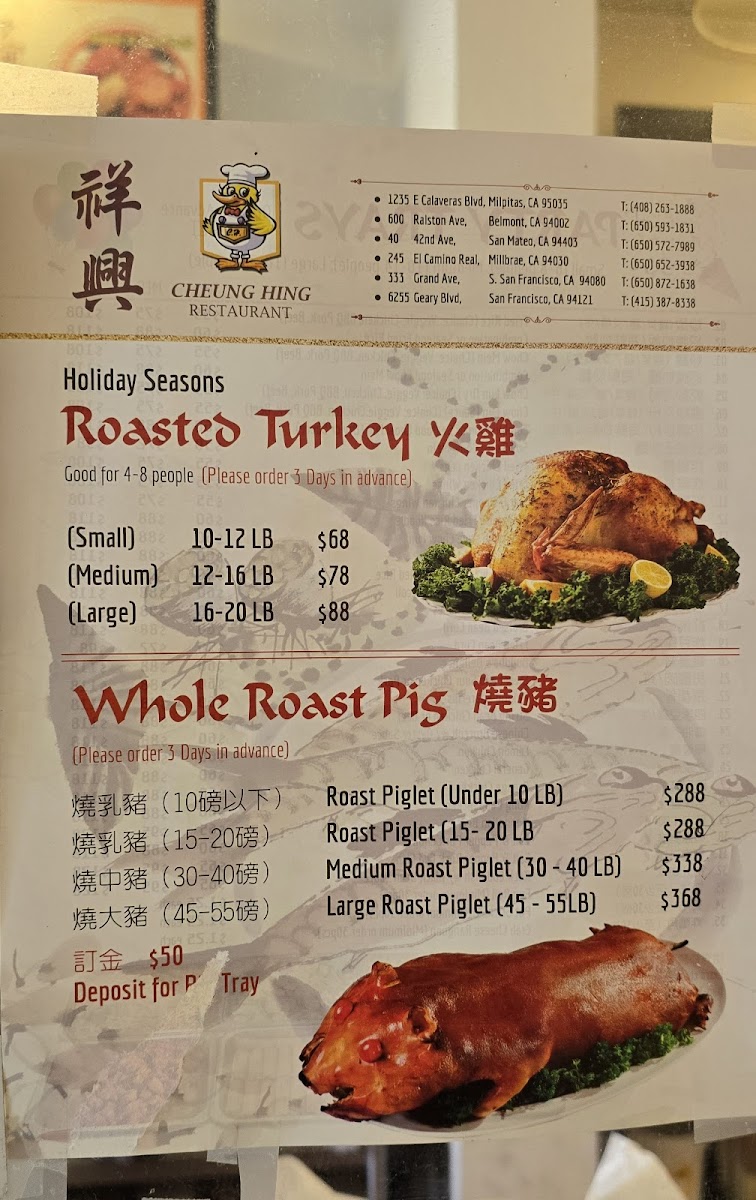 祥興
CHEUNG HING
RESTAURANT
• 1235 E Calaveras Blvd, Milpitas, CA 95035 T: (408) 263-1888
• 600 Ralston Ave, Belmont, CA 94002 T: (650) 593-1831
• 40 42nd Ave, San Mateo, CA 94403 T: (650) 572-7989
• 245 El Camino Real, Millbrae, CA 94030 T: (650) 652-3938
• 333 Grand Ave, S. San Francisco, CA 94080 T: (650) 872-1638
• 6255 Geary Blvd, San Francisco, CA 94121 T: (415) 387-8338
Holiday Seasons
Roasted Turkey 火雞
Good for 4-8 people (Please order 3 Days in advance)
(Small) 10-12 LB $68
(Medium) 12-16 LB $78
(Large) 16-20 LB $88
Whole Roast Pig 燒豬
(Please order 3 Days in advance)
燒乳豬（10磅以下） Roast Piglet (Under 10 LB) $288
燒乳豬（15-20磅） Roast Piglet (15- 20 LB $288
燒中豬（30-40磅） Medium Roast Piglet (30 - 40 LB) $338
燒大豬（45-55磅） Large Roast Piglet (45 - 55LB) $368
訂金 $50
Deposit for Tray